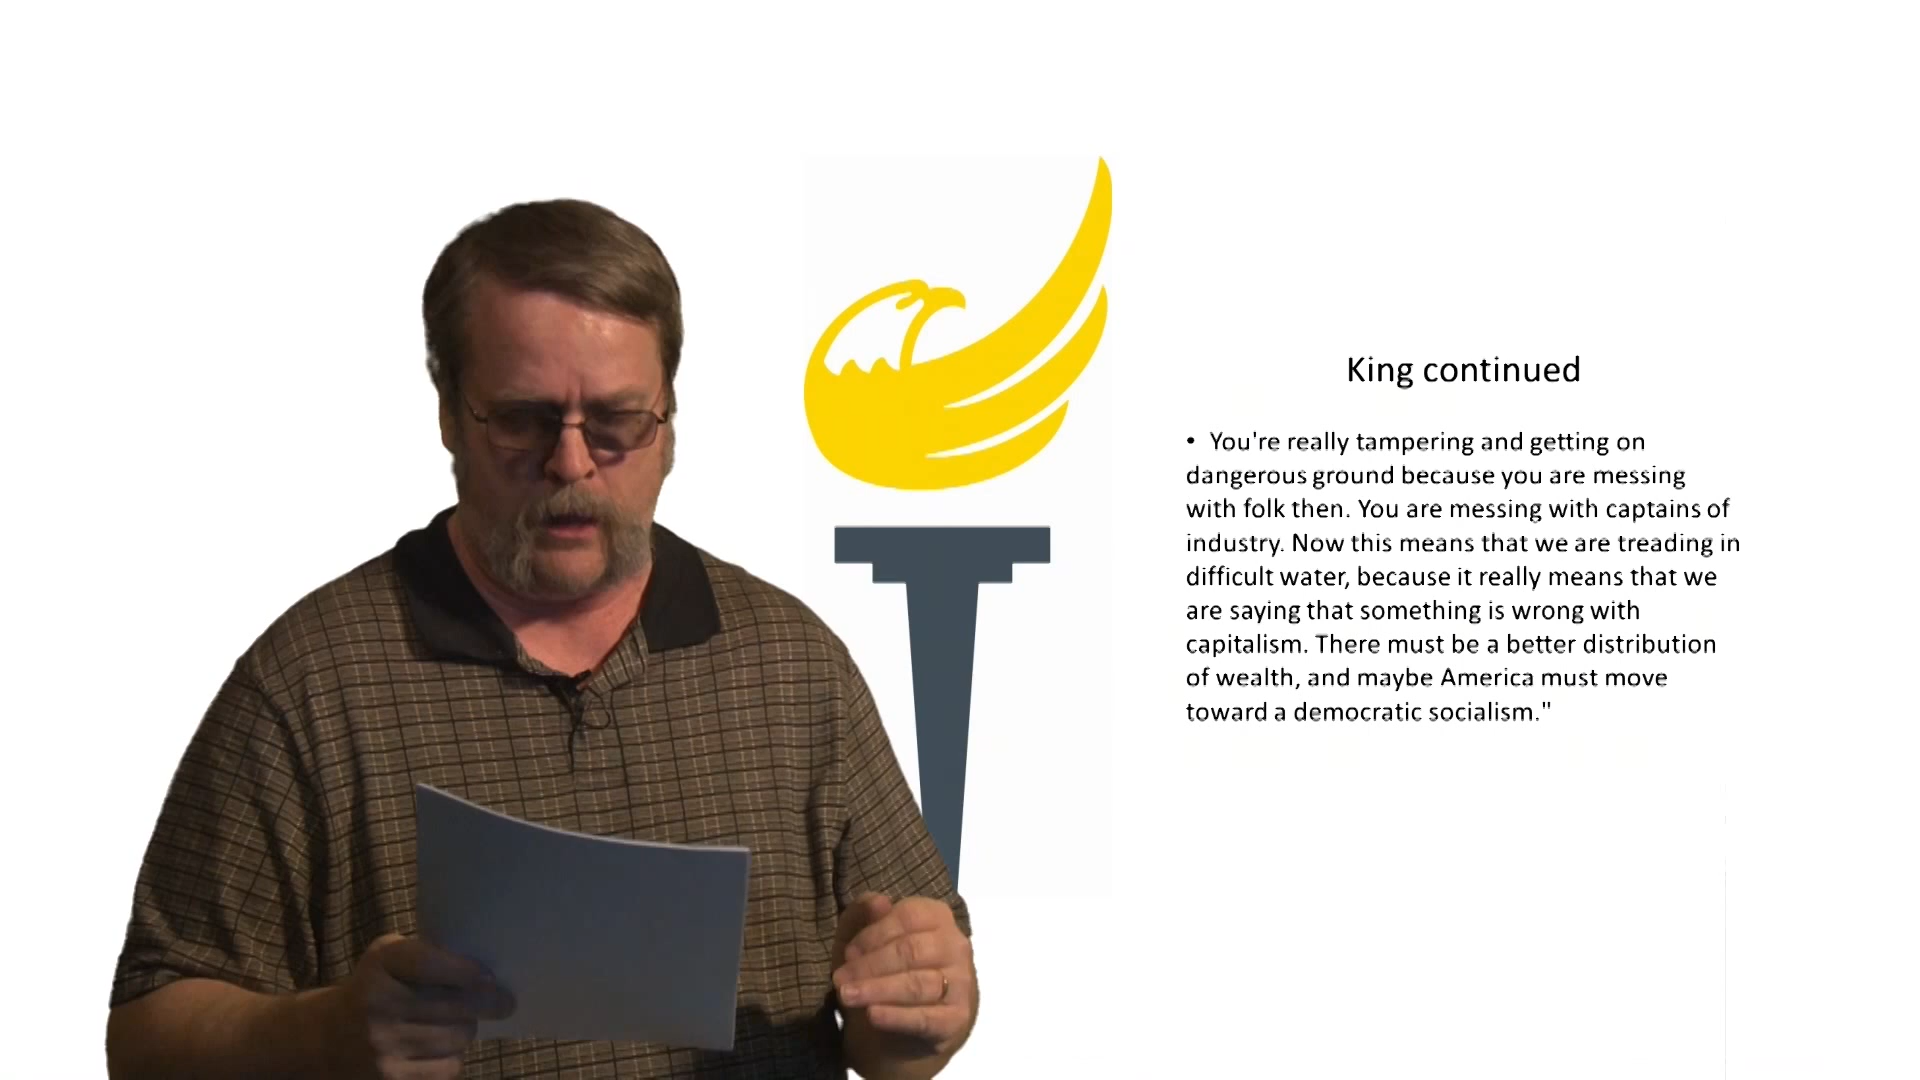 King continued
• You're really tampering and getting on
dangerous ground because you are messing
with folk then. You are messing with captains of
industry. Now this means that we are treading in
difficult water, because it really means that we
are saying that something is wrong with
capitalism. There must be a better distribution
of wealth, and maybe America must move
toward a democratic socialism."